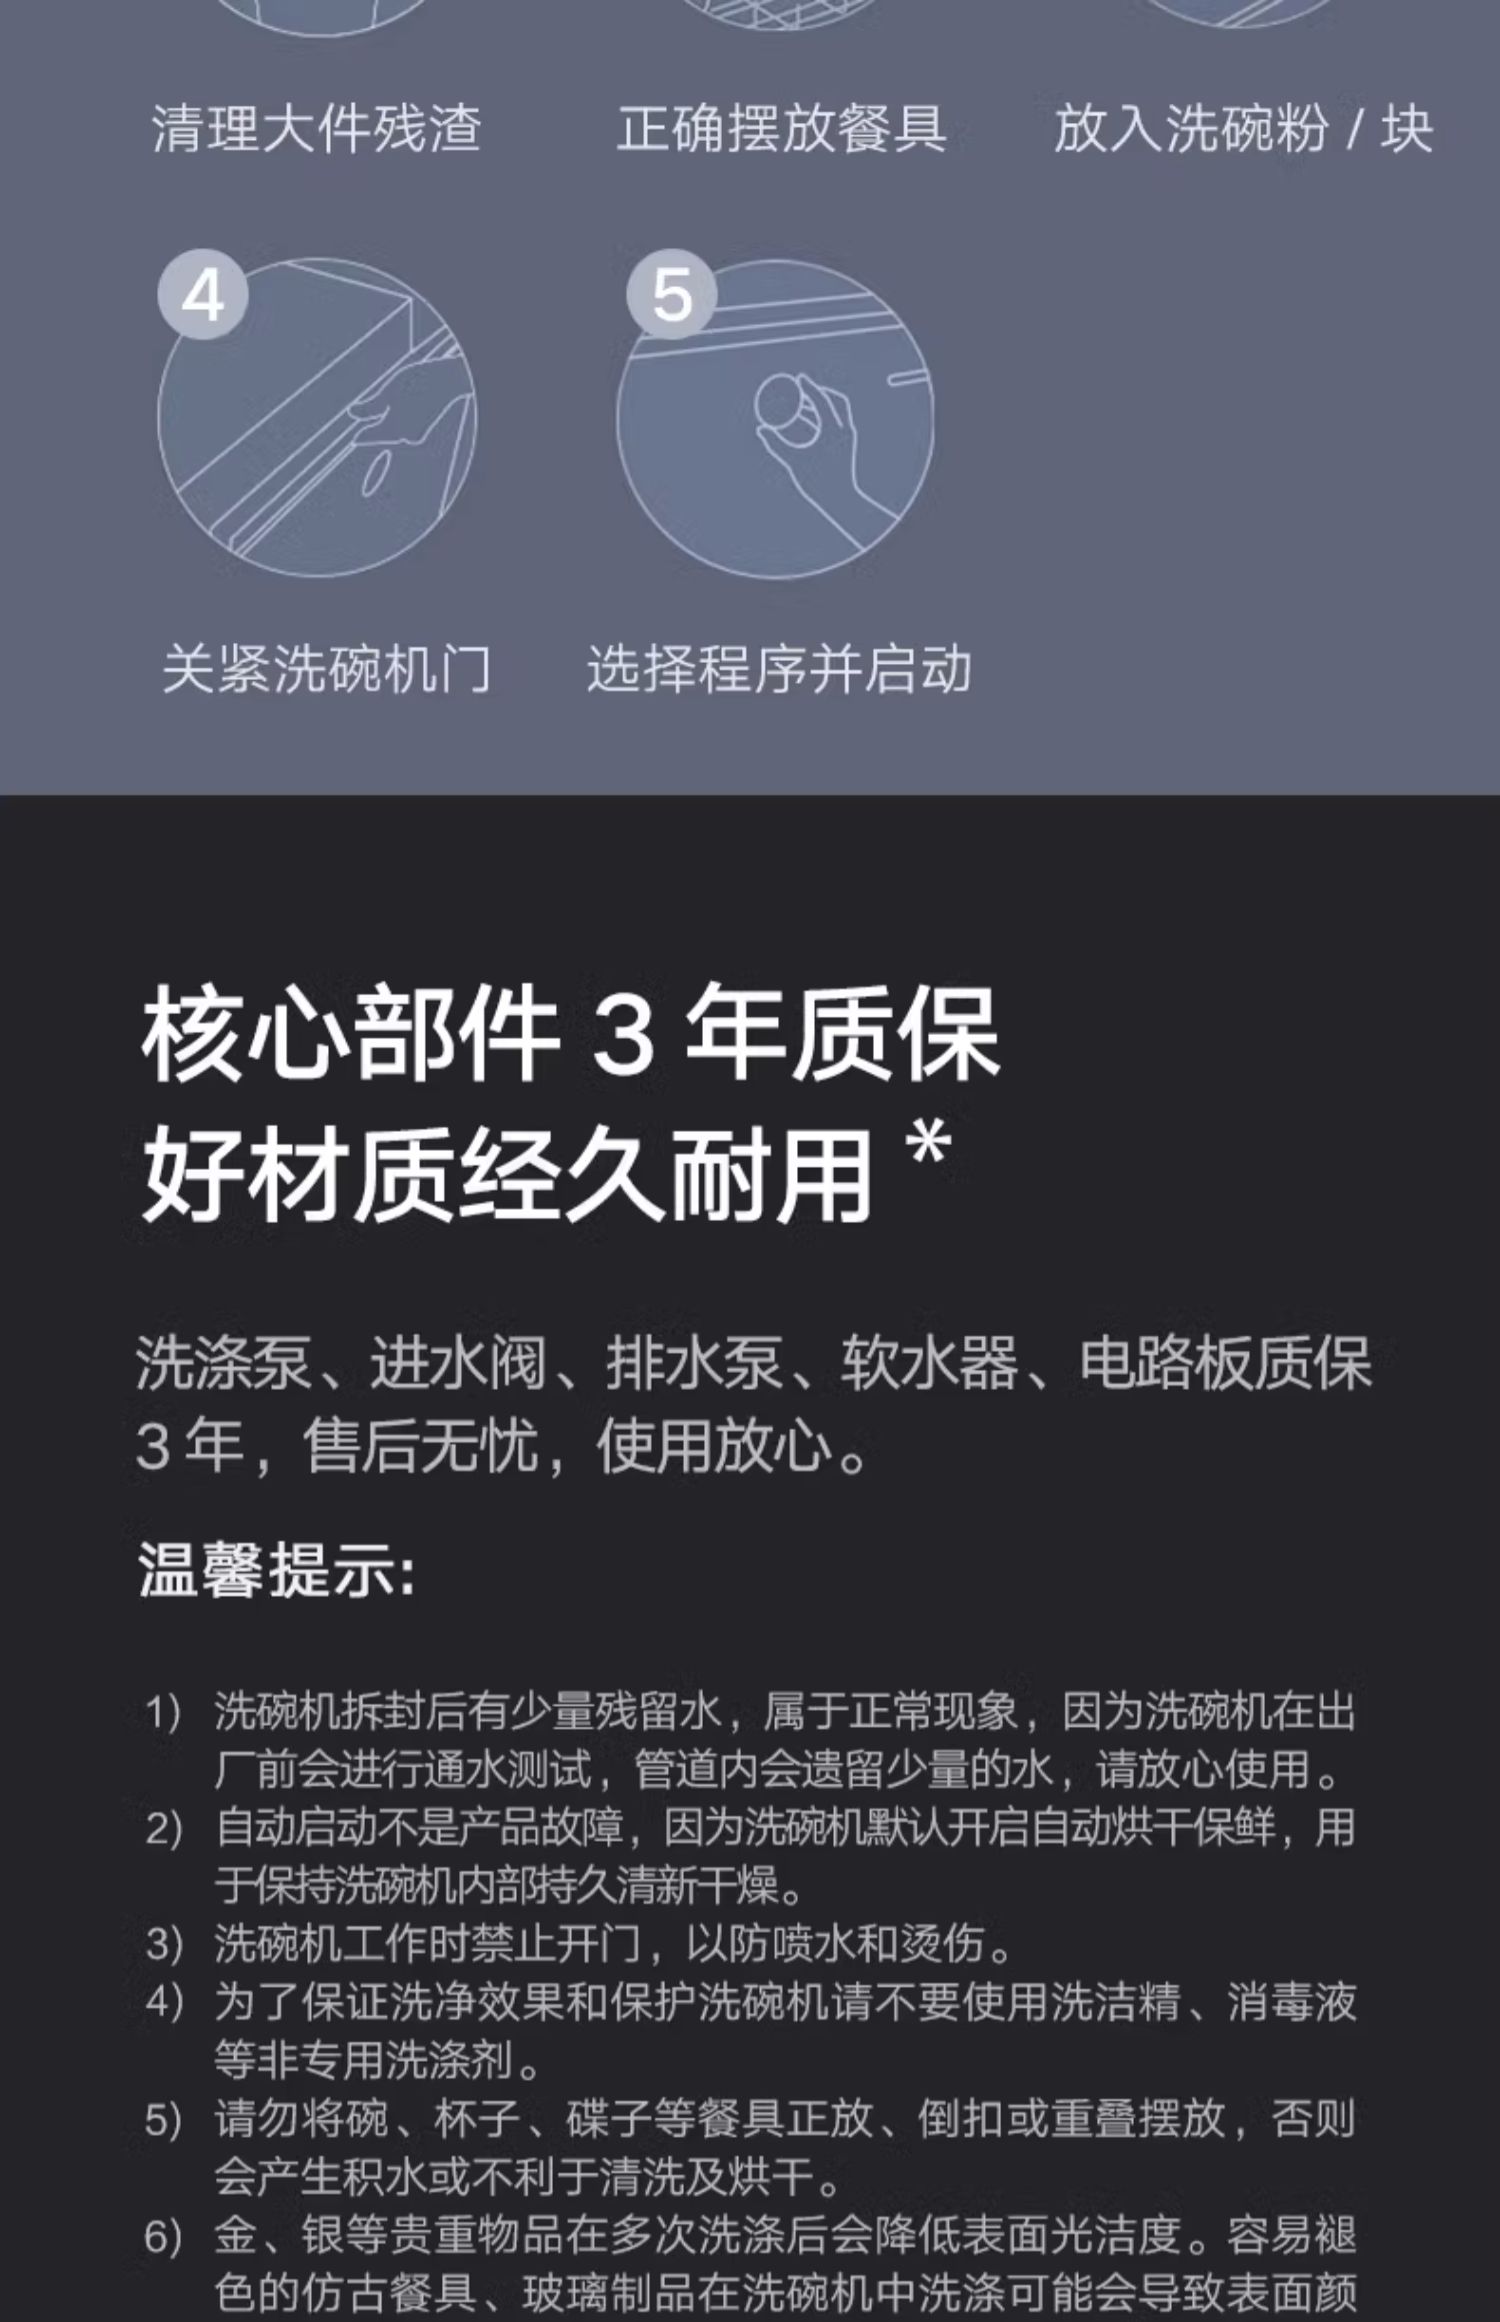 清理大件残渣
正确摆放餐具
放入洗碗粉 / 块
4
5
关紧洗碗机门
选择程序并启动
核心部件 3 年质保
好材质经久耐用 *
洗涤泵、进水阀、排水泵、软水器、电路板质保
3 年，售后无忧，使用放心。
温馨提示:
1) 洗碗机拆封后有少量残留水，属于正常现象，因为洗碗机在出
厂前会进行通水测试，管道内会遗留少量的水，请放心使用。
2) 自动启动不是产品故障，因为洗碗机默认开启自动烘干保鲜，用
于保持洗碗机内部持久清新干燥。
3) 洗碗机工作时禁止开门，以防喷水和烫伤。
4) 为了保证洗净效果和保护洗碗机请不要使用洗洁精、消毒液
等非专用洗涤剂。
5) 请勿将碗、杯子、碟子等餐具正放、倒扣或重叠摆放，否则
会产生积水或不利于清洗及烘干。
6) 金、银等贵重物品在多次洗涤后会降低表面光洁度。容易褪
色的仿古餐具、玻璃制品在洗碗机中洗涤可能会导致表面颜